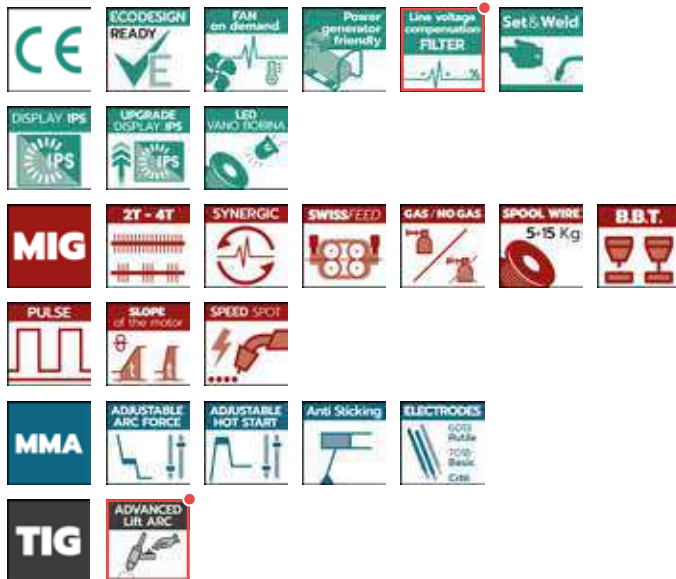 CE
ECODESIGN
READY
E
FAN
on demand
Power
generator
friendly
Line voltage
compensation
FILTER
%
Set&Weld
DISPLAY IPS
IPS
UPGRADE
DISPLAY IPS
IPS
LED
VANO BOBINA
MIG
2T - 4T
SYNERGIC
SWISSFEED
GAS / NO GAS
SPOOL WIRE
5÷15 Kg
B.B.T.
PULSE
SLOPE
of the motor
t t
SPEED SPOT
MMA
ADJUSTABLE
ARC FORCE
ADJUSTABLE
HOT START
Anti Sticking
ELECTRODES
6013
Rutile
7018
Basic
CrNi
TIG
ADVANCED
Lift ARC